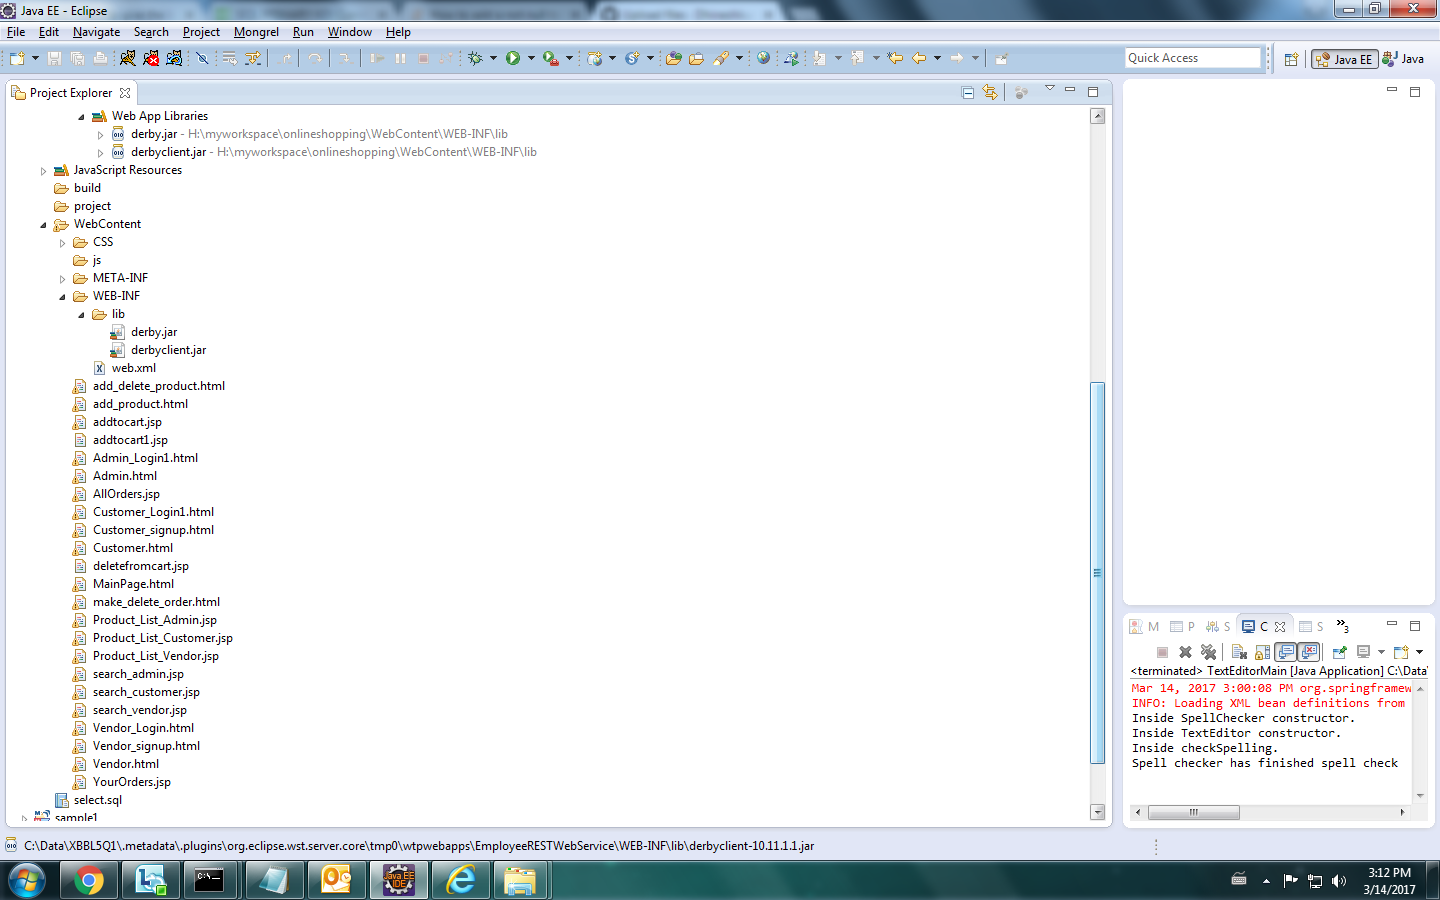 Java EE - Eclipse
File Edit Navigate Search Project Mongrel Run Window Help
Quick Access
Java EE
Java
Project Explorer
Web App Libraries
derby.jar - H:\myworkspace\onlineshopping\WebContent\WEB-INF\lib
derbyclient.jar - H:\myworkspace\onlineshopping\WebContent\WEB-INF\lib
JavaScript Resources
build
project
WebContent
CSS
js
META-INF
WEB-INF
lib
derby.jar
derbyclient.jar
web.xml
add_delete_product.html
add_product.html
addtocart.jsp
addtocart1.jsp
Admin_Login1.html
Admin.html
AllOrders.jsp
Customer_Login1.html
Customer_signup.html
Customer.html
deletefromcart.jsp
MainPage.html
make_delete_order.html
Product_List_Admin.jsp
Product_List_Customer.jsp
Product_List_Vendor.jsp
search_admin.jsp
search_customer.jsp
search_vendor.jsp
Vendor_Login.html
Vendor_signup.html
Vendor.html
YourOrders.jsp
select.sql
sample1
M P S C S 3
<terminated> TextEditorMain [Java Application] C:\Data\
Mar 14, 2017 3:00:08 PM org.springframew
INFO: Loading XML bean definitions from
Inside SpellChecker constructor.
Inside TextEditor constructor.
Inside checkSpelling.
Spell checker has finished spell check
C:\Data\XBBL5Q1\.metadata\.plugins\org.eclipse.wst.server.core\tmp0\wtpwebapps\EmployeeRESTWebService\WEB-INF\lib\derbyclient-10.11.1.1.jar
Java EE
IDE
3:12 PM
3/14/2017